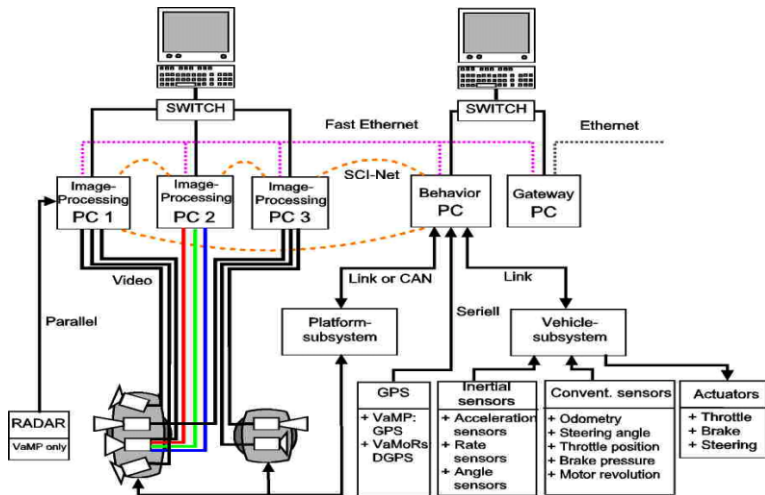 SWITCH
SWITCH
Fast Ethernet
Ethernet
SCI-Net
Image-
Processing
PC 1
Image-
Processing
PC 2
Image-
Processing
PC 3
Behavior
PC
Gateway
PC
Video
Link or CAN
Link
Seriell
Parallel
Platform-
subsystem
Vehicle-
subsystem
RADAR
VaMP only
GPS
+ VaMP:
GPS
+ VaMoRs
DGPS
Inertial
sensors
+ Acceleration
sensors
+ Rate
sensors
+ Angle
sensors
Convent. sensors
+ Odometry
+ Steering angle
+ Throttle position
+ Brake pressure
+ Motor revolution
Actuators
+ Throttle
+ Brake
+ Steering